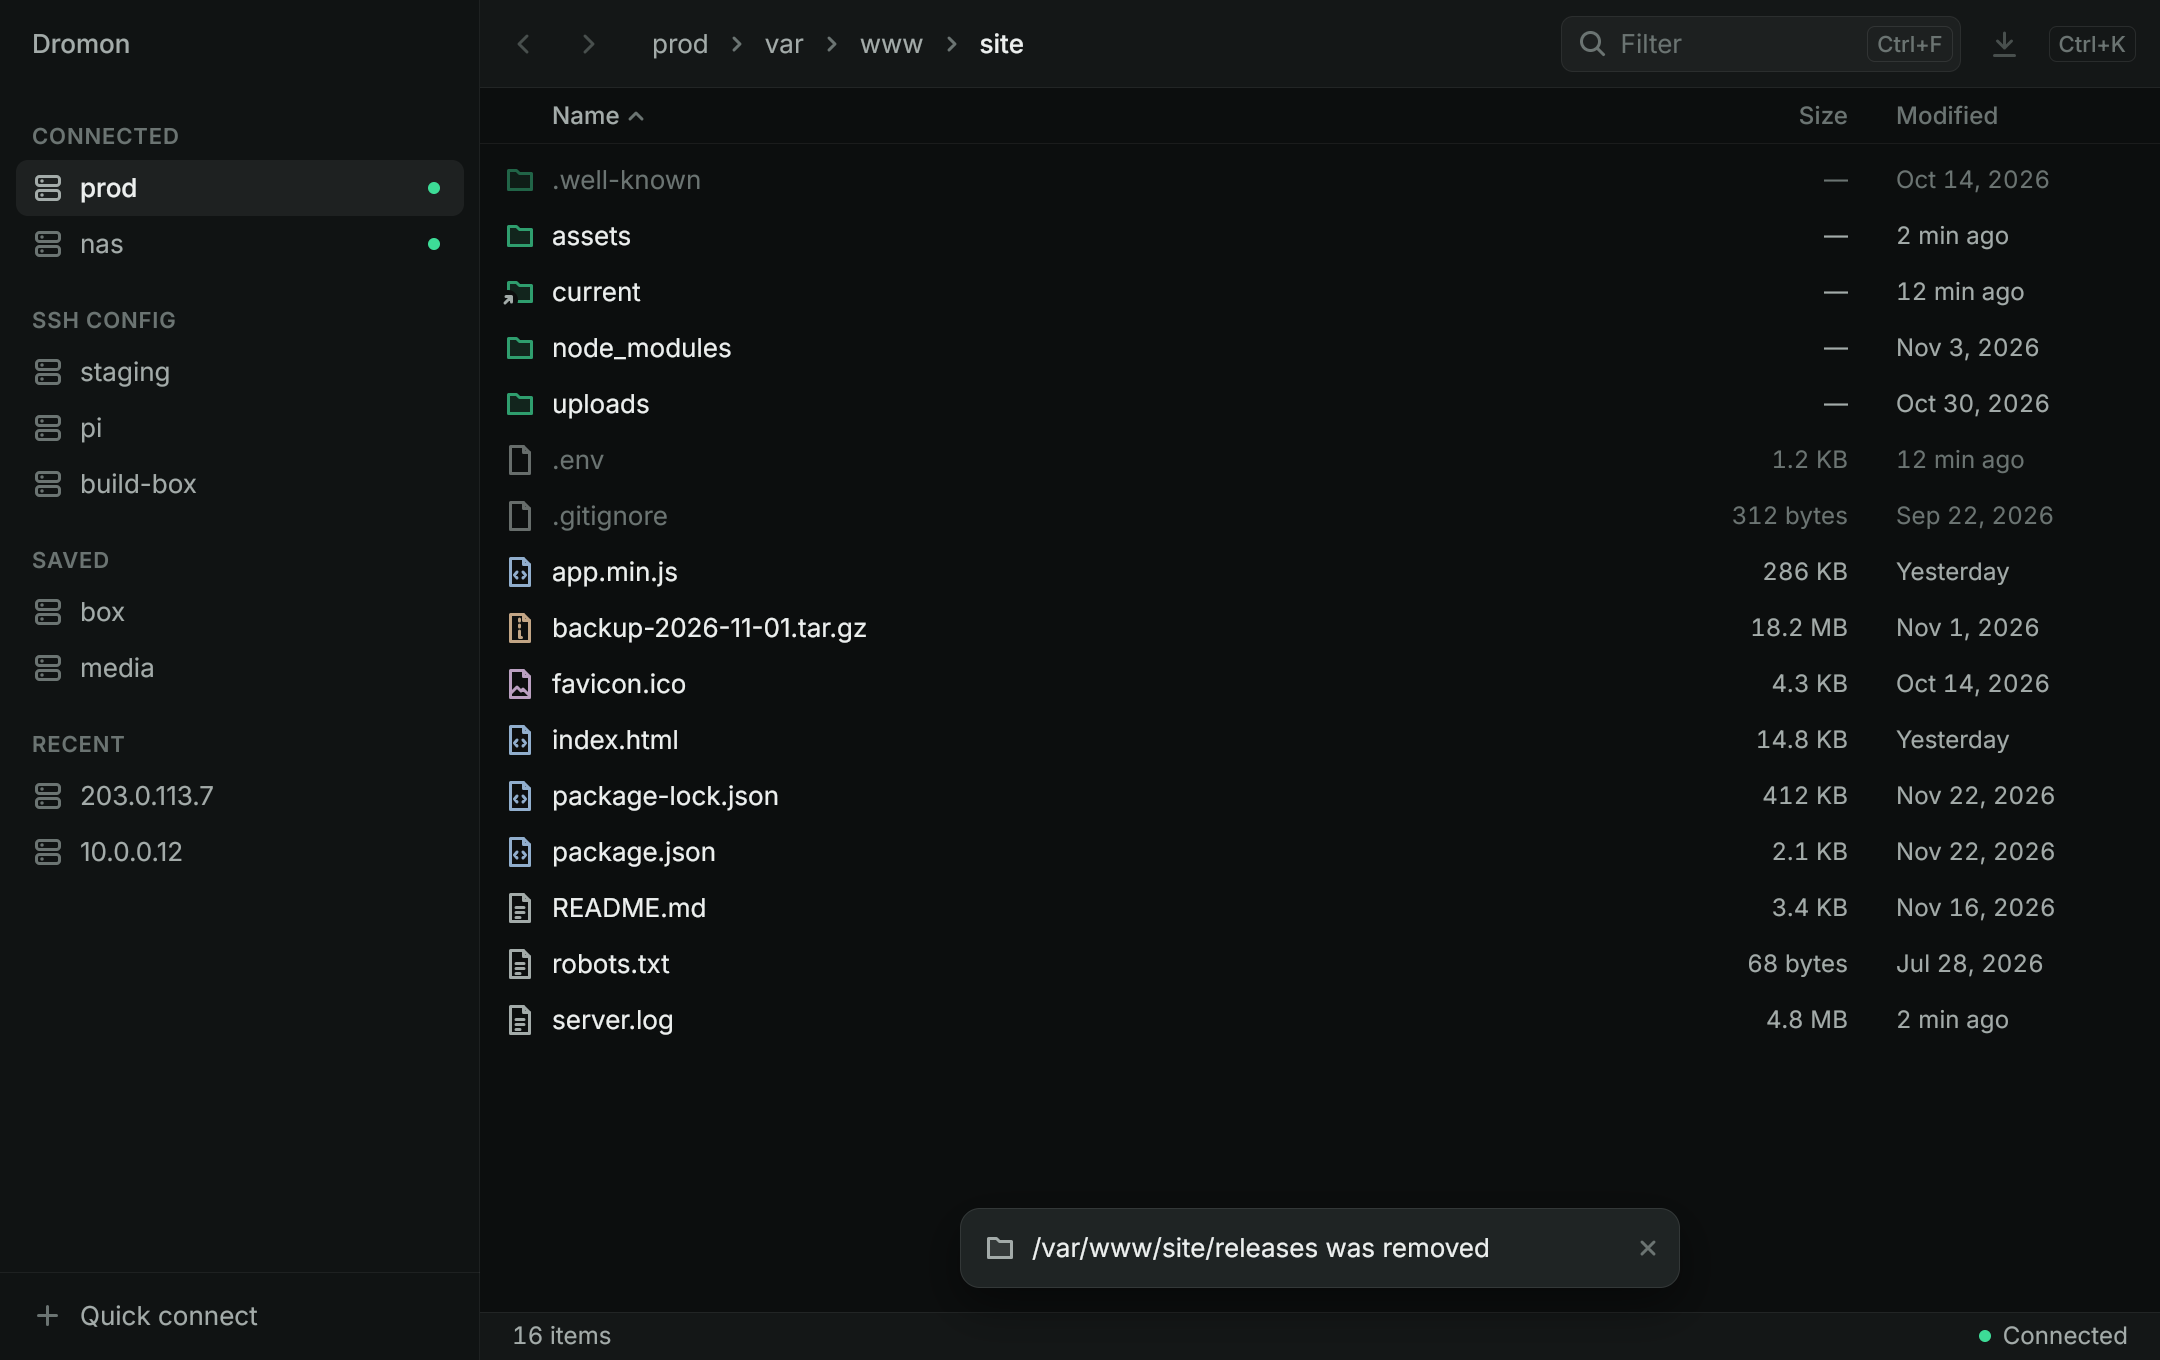 Dromon
CONNECTED
prod
nas
SSH CONFIG
staging
pi
build-box
SAVED
box
media
RECENT
203.0.113.7
10.0.0.12
Quick connect
prod var www site
Filter Ctrl+F Ctrl+K
Name Size Modified
.well-known — Oct 14, 2026
assets — 2 min ago
current — 12 min ago
node_modules — Nov 3, 2026
uploads — Oct 30, 2026
.env 1.2 KB 12 min ago
.gitignore 312 bytes Sep 22, 2026
app.min.js 286 KB Yesterday
backup-2026-11-01.tar.gz 18.2 MB Nov 1, 2026
favicon.ico 4.3 KB Oct 14, 2026
index.html 14.8 KB Yesterday
package-lock.json 412 KB Nov 22, 2026
package.json 2.1 KB Nov 22, 2026
README.md 3.4 KB Nov 16, 2026
robots.txt 68 bytes Jul 28, 2026
server.log 4.8 MB 2 min ago
/var/www/site/releases was removed
16 items Connected